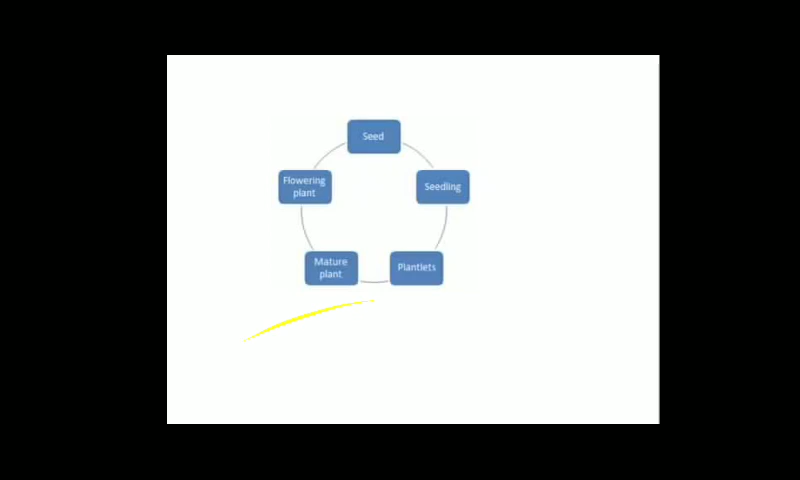 Seed
Seedling
Plantlets
Mature
plant
Flowering
plant